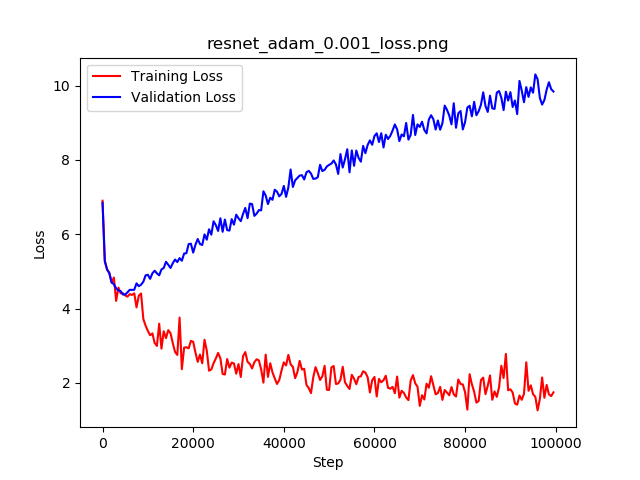 resnet_adam_0.001_loss.png
Training Loss
Validation Loss
10
8
6
4
2
Loss
0 20000 40000 60000 80000 100000
Step